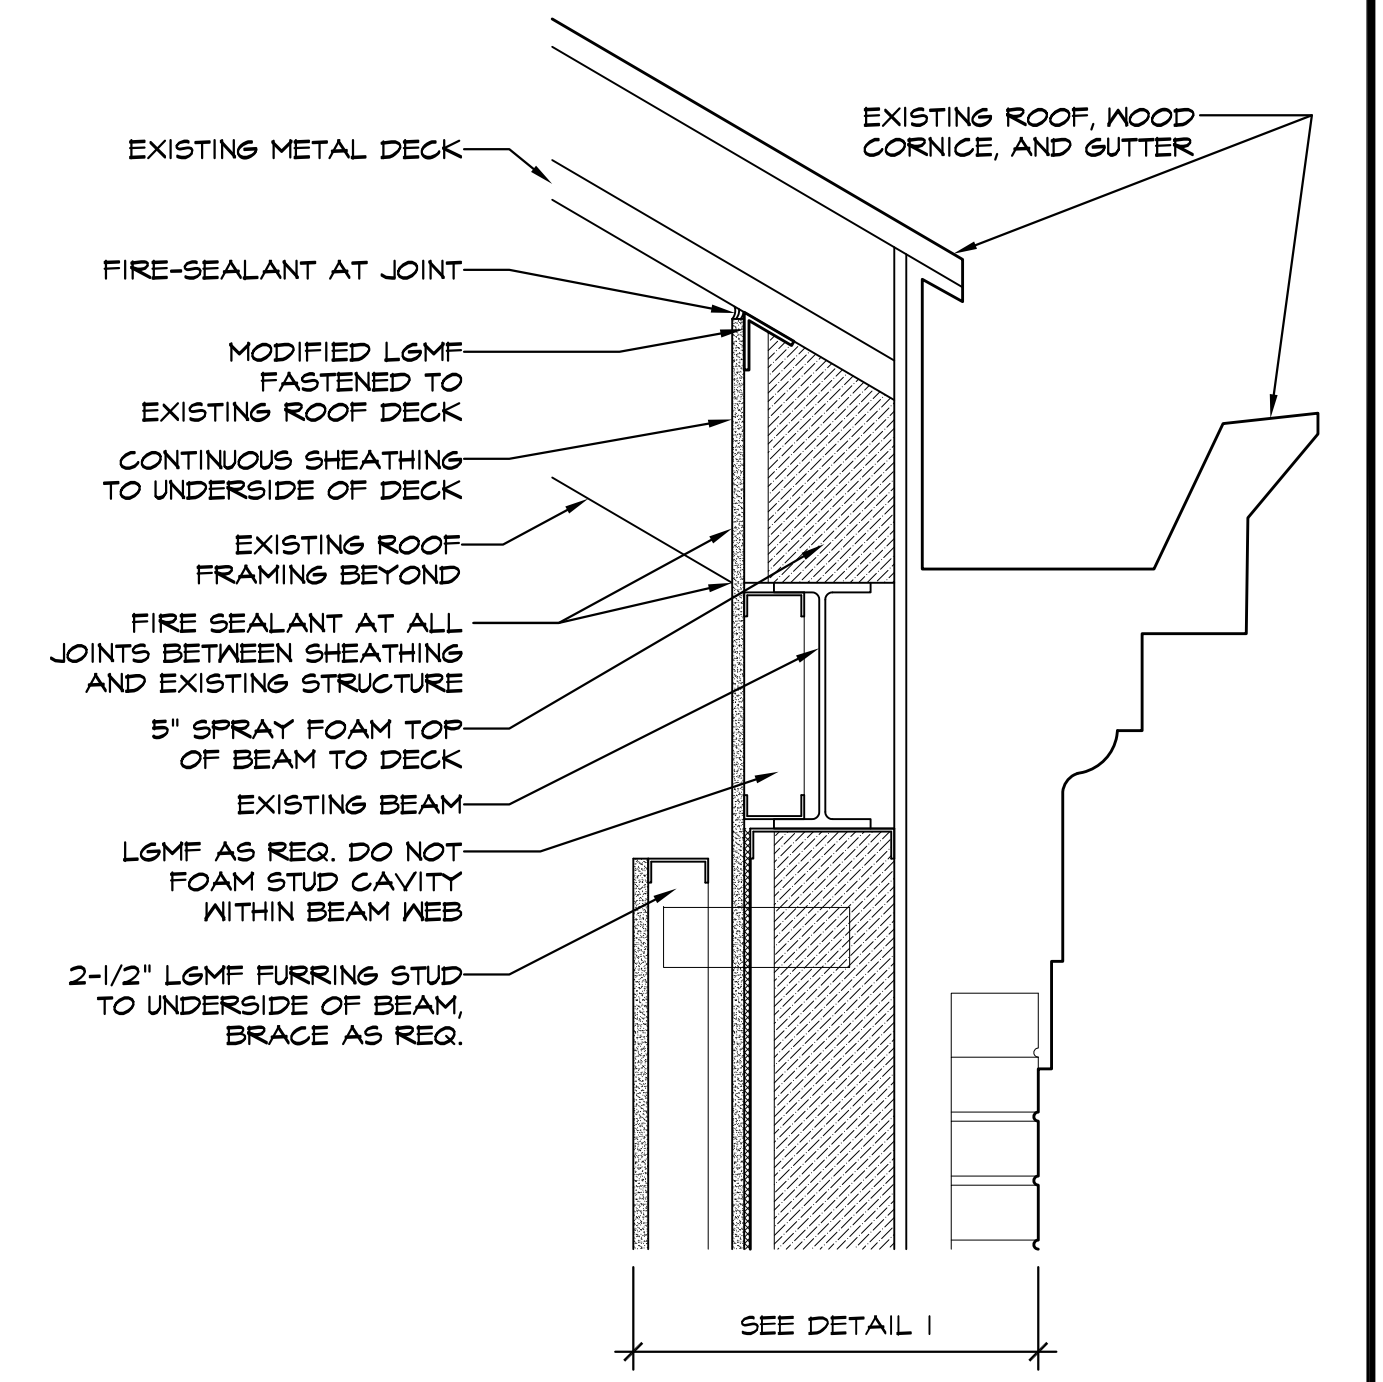 EXISTING ROOF, WOOD
CORNICE, AND GUTTER
EXISTING METAL DECK
FIRE-SEALANT AT JOINT
MODIFIED LGMF
FASTENED TO
EXISTING ROOF DECK
CONTINUOUS SHEATHING
TO UNDERSIDE OF DECK
EXISTING ROOF
FRAMING BEYOND
FIRE SEALANT AT ALL
JOINTS BETWEEN SHEATHING
AND EXISTING STRUCTURE
5" SPRAY FOAM TOP
OF BEAM TO DECK
EXISTING BEAM
LGMF AS REQ. DO NOT
FOAM STUD CAVITY
WITHIN BEAM WEB
2-1/2" LGMF FURRING STUD
TO UNDERSIDE OF BEAM,
BRACE AS REQ.
SEE DETAIL 1